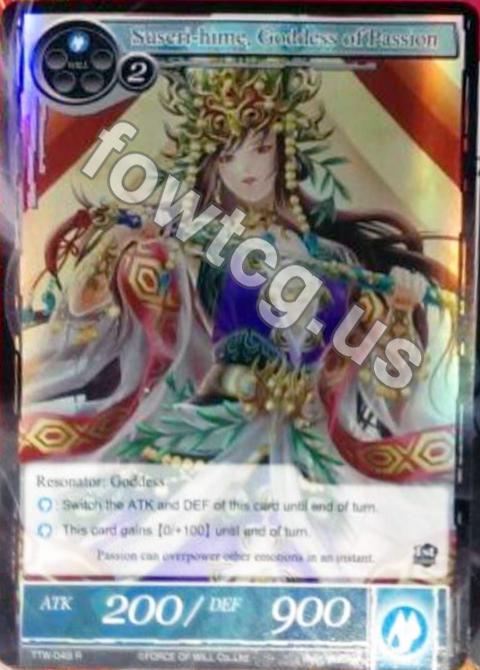 Suseri-hime, Goddess of Passion
WILL
2
fowtcg.us
Resonator: Goddess
: Switch the ATK and DEF of this card until end of turn.
: This card gains [0/+100] until end of turn.
Passion can overpower other emotions in an instant.
ATK 200/ DEF 900
TTW-049 R
©FORCE OF WILL Co.,Ltd.